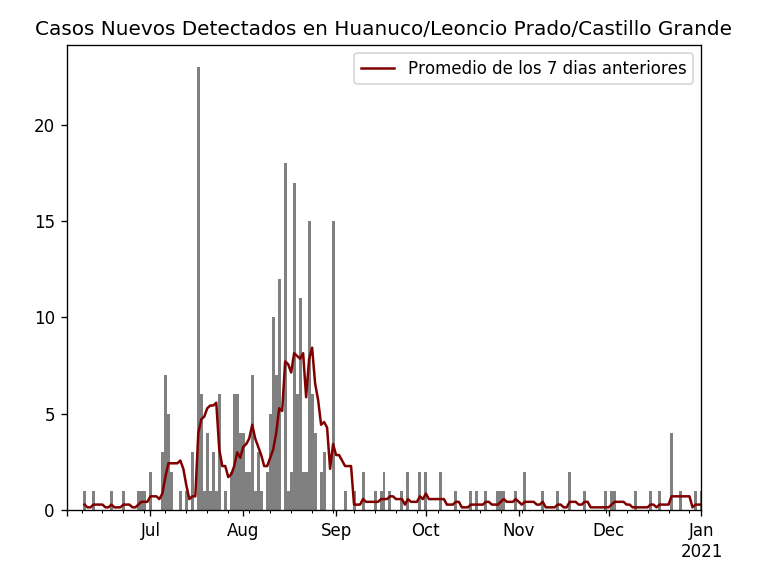 Casos Nuevos Detectados en Huanuco/Leoncio Prado/Castillo Grande
Promedio de los 7 dias anteriores
20
15
10
5
0
Jul Aug Sep Oct Nov Dec Jan
2021